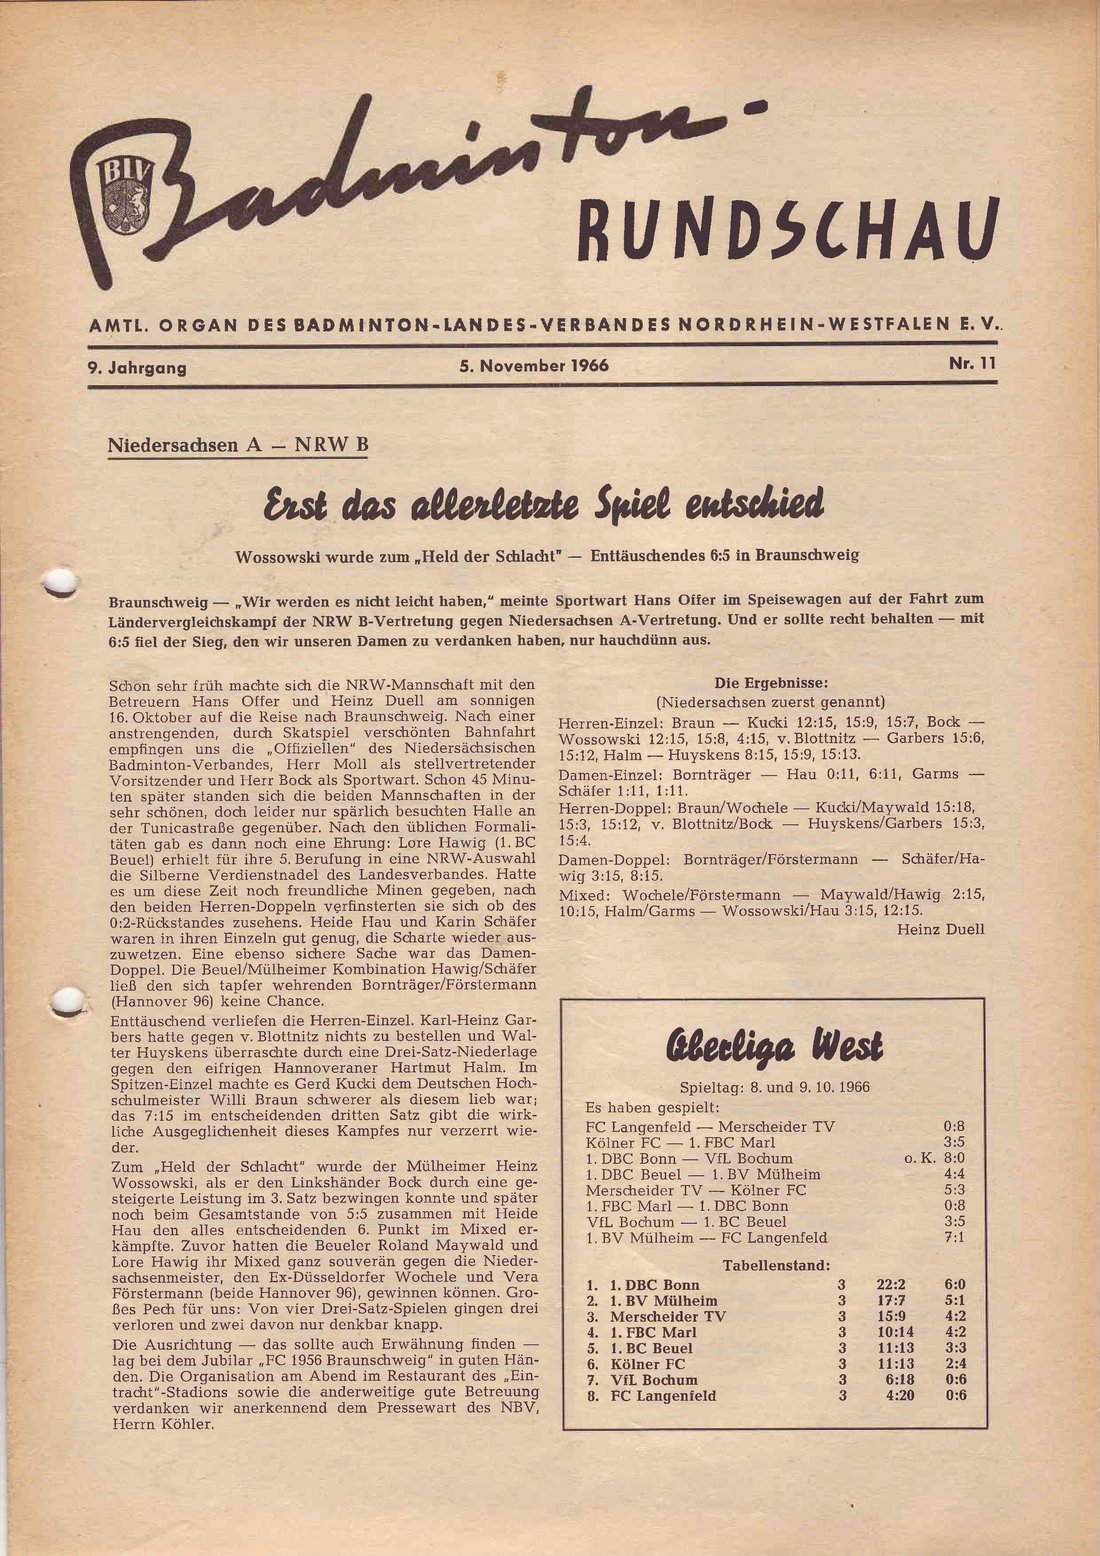 BLV
Badminton-
RUNDSCHAU
AMTL. ORGAN DES BADMINTON-LANDES-VERBANDES NORDRHEIN-WESTFALEN E. V.
9. Jahrgang 5. November 1966 Nr. 11
Niedersachsen A — NRW B
Erst das allerletzte Spiel entschied
Wossowski wurde zum „Held der Schlacht" — Enttäuschendes 6:5 in Braunschweig
Braunschweig — „Wir werden es nicht leicht haben," meinte Sportwart Hans Offer im Speisewagen auf der Fahrt zum
Ländervergleichskampf der NRW B-Vertretung gegen Niedersachsen A-Vertretung. Und er sollte recht behalten — mit
6:5 fiel der Sieg, den wir unseren Damen zu verdanken haben, nur hauchdünn aus.
Schon sehr früh machte sich die NRW-Mannschaft mit den
Betreuern Hans Offer und Heinz Duell am sonnigen
16. Oktober auf die Reise nach Braunschweig. Nach einer
anstrengenden, durch Skatspiel verschönten Bahnfahrt
empfingen uns die „Offiziellen" des Niedersächsischen
Badminton-Verbandes, Herr Moll als stellvertretender
Vorsitzender und Herr Bock als Sportwart. Schon 45 Minu-
ten später standen sich die beiden Mannschaften in der
sehr schönen, doch leider nur spärlich besuchten Halle an
der Tunicastraße gegenüber. Nach den üblichen Formali-
täten gab es dann noch eine Ehrung: Lore Hawig (1. BC
Beuel) erhielt für ihre 5. Berufung in eine NRW-Auswahl
die Silberne Verdienstnadel des Landesverbandes. Hatte
es um diese Zeit noch freundliche Minen gegeben, nach
den beiden Herren-Doppeln verfinsterten sie sich ob des
0:2-Rückstandes zusehens. Heide Hau und Karin Schäfer
waren in ihren Einzeln gut genug, die Scharte wieder aus-
zuwetzen. Eine ebenso sichere Sache war das Damen-
Doppel. Die Beuel/Mülheimer Kombination Hawig/Schäfer
ließ den sich tapfer wehrenden Bornträger/Förstermann
(Hannover 96) keine Chance.
Enttäuschend verliefen die Herren-Einzel. Karl-Heinz Gar-
bers hatte gegen v. Blottnitz nichts zu bestellen und Wal-
ter Huyskens überraschte durch eine Drei-Satz-Niederlage
gegen den eifrigen Hannoveraner Hartmut Halm. Im
Spitzen-Einzel machte es Gerd Kucki dem Deutschen Hoch-
schulmeister Willi Braun schwerer als diesem lieb war;
das 7:15 im entscheidenden dritten Satz gibt die wirk-
liche Ausgeglichenheit dieses Kampfes nur verzerrt wie-
der.
Zum „Held der Schlacht" wurde der Mülheimer Heinz
Wossowski, als er den Linkshänder Bock durch eine ge-
steigerte Leistung im 3. Satz bezwingen konnte und später
noch beim Gesamtstande von 5:5 zusammen mit Heide
Hau den alles entscheidenden 6. Punkt im Mixed er-
kämpfte. Zuvor hatten die Beueler Roland Maywald und
Lore Hawig ihr Mixed ganz souverän gegen die Nieder-
sachsenmeister, den Ex-Düsseldorfer Wochele und Vera
Förstermann (beide Hannover 96), gewinnen können. Gro-
ßes Pech für uns: Von vier Drei-Satz-Spielen gingen drei
verloren und zwei davon nur denkbar knapp.
Die Ausrichtung — das sollte auch Erwähnung finden —
lag bei dem Jubilar „FC 1956 Braunschweig" in guten Hän-
den. Die Organisation am Abend im Restaurant des „Ein-
tracht"-Stadions sowie die anderweitige gute Betreuung
verdanken wir anerkennend dem Pressewart des NBV,
Herrn Köhler.
Die Ergebnisse:
(Niedersachsen zuerst genannt)
Herren-Einzel: Braun — Kucki 12:15, 15:9, 15:7, Bock —
Wossowski 12:15, 15:8, 4:15, v. Blottnitz — Garbers 15:6,
15:12, Halm — Huyskens 8:15, 15:9, 15:13.
Damen-Einzel: Bornträger — Hau 0:11, 6:11, Garms —
Schäfer 1:11, 1:11.
Herren-Doppel: Braun/Wochele — Kucki/Maywald 15:18,
15:3, 15:12, v. Blottnitz/Bock — Huyskens/Garbers 15:3,
15:4.
Damen-Doppel: Bornträger/Förstermann — Schäfer/Ha-
wig 3:15, 8:15.
Mixed: Wochele/Förstermann — Maywald/Hawig 2:15,
10:15, Halm/Garms — Wossowski/Hau 3:15, 12:15.
Heinz Duell
Oberliga West
Spieltag: 8. und 9. 10. 1966
Es haben gespielt:
FC Langenfeld — Merscheider TV 0:8
Kölner FC — 1. FBC Marl 3:5
1. DBC Bonn — VfL Bochum o. K. 8:0
1. DBC Beuel — 1. BV Mülheim 4:4
Merscheider TV — Kölner FC 5:3
1. FBC Marl — 1. DBC Bonn 0:8
VfL Bochum — 1. BC Beuel 3:5
1. BV Mülheim — FC Langenfeld 7:1
Tabellenstand:
1. 1. DBC Bonn 3 22:2 6:0
2. 1. BV Mülheim 3 17:7 5:1
3. Merscheider TV 3 15:9 4:2
4. 1. FBC Marl 3 10:14 4:2
5. 1. BC Beuel 3 11:13 3:3
6. Kölner FC 3 11:13 2:4
7. VfL Bochum 3 6:18 0:6
8. FC Langenfeld 3 4:20 0:6